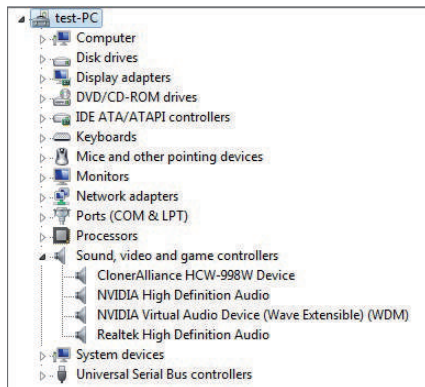 test-PC
Computer
Disk drives
Display adapters
DVD/CD-ROM drives
IDE ATA/ATAPI controllers
Keyboards
Mice and other pointing devices
Monitors
Network adapters
Ports (COM & LPT)
Processors
Sound, video and game controllers
ClonerAlliance HCW-998W Device
NVIDIA High Definition Audio
NVIDIA Virtual Audio Device (Wave Extensible) (WDM)
Realtek High Definition Audio
System devices
Universal Serial Bus controllers